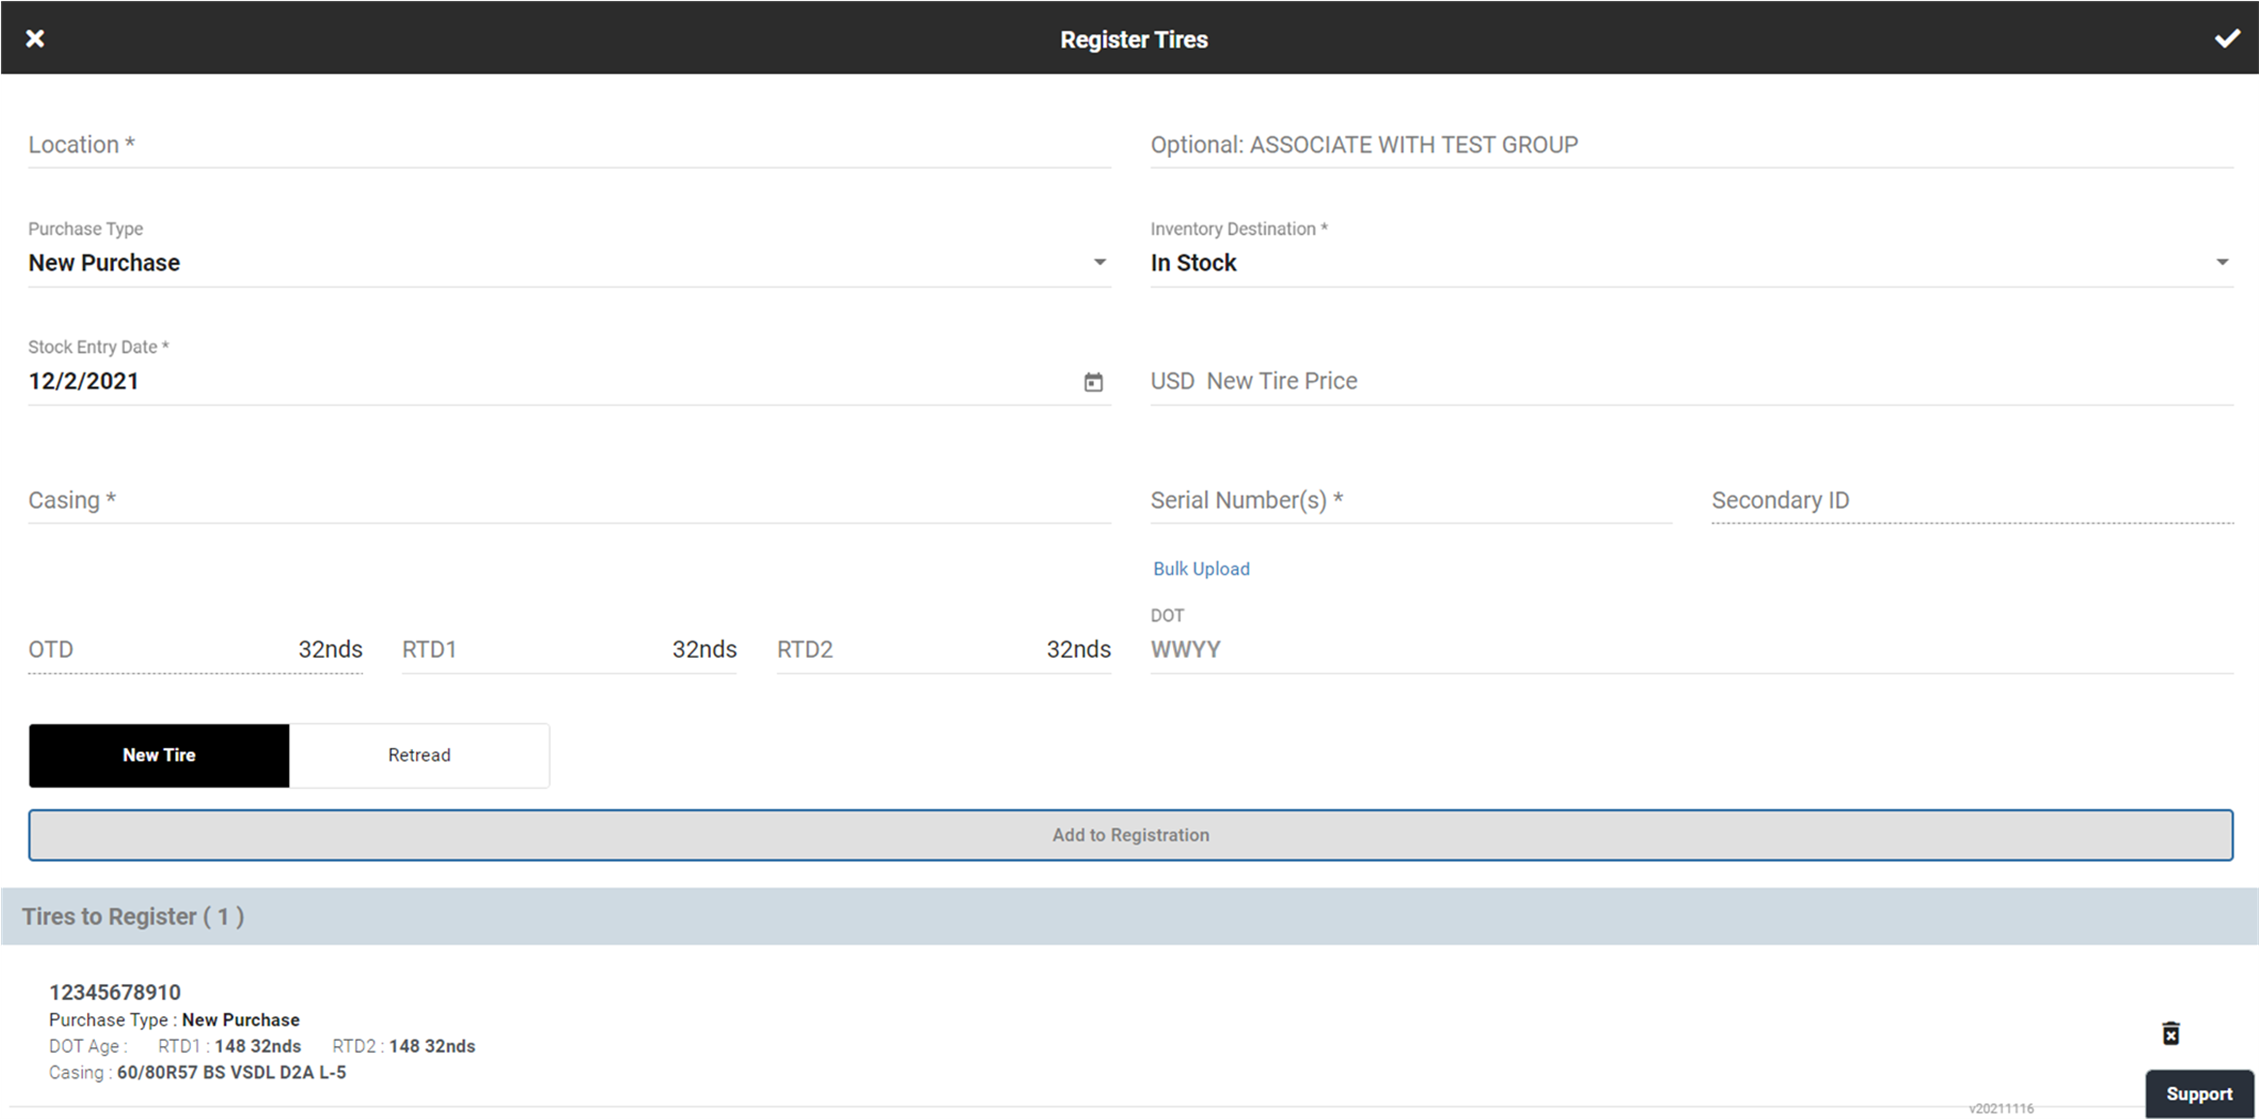 Register Tires
Location *
Optional: ASSOCIATE WITH TEST GROUP
Purchase Type
New Purchase
Inventory Destination *
In Stock
Stock Entry Date *
12/2/2021
USD New Tire Price
Casing *
Serial Number(s) *
Secondary ID
Bulk Upload
OTD 32nds
RTD1 32nds
RTD2 32nds
DOT
WWYY
New Tire
Retread
Add to Registration
Tires to Register ( 1 )
12345678910
Purchase Type : New Purchase
DOT Age : RTD1 : 148 32nds RTD2 : 148 32nds
Casing : 60/80R57 BS VSDL D2A L-5
Support
v20211116